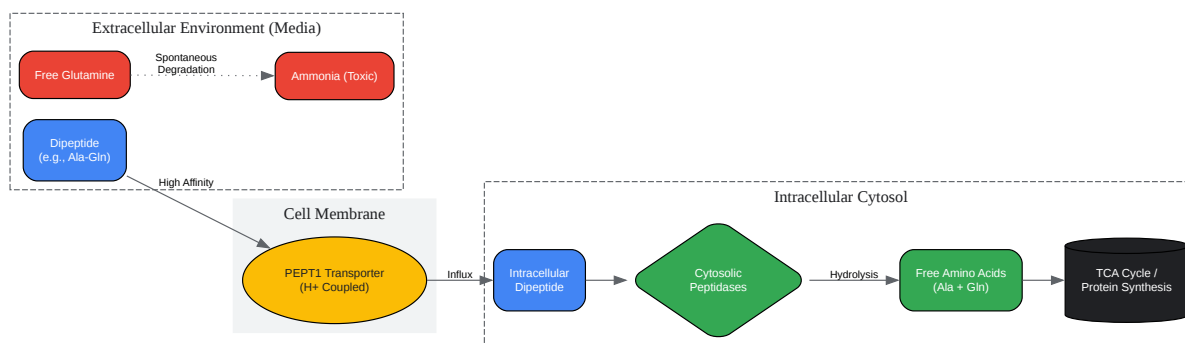 Extracellular Environment (Media)
Free Glutamine
Spontaneous
Degradation
Ammonia (Toxic)
Dipeptide
(e.g., Ala-Gln)
High Affinity
Cell Membrane
PEPT1 Transporter
(H+ Coupled)
Influx
Intracellular Cytosol
Intracellular
Dipeptide
Cytosolic
Peptidases
Hydrolysis
Free Amino Acids
(Ala + Gln)
TCA Cycle /
Protein Synthesis